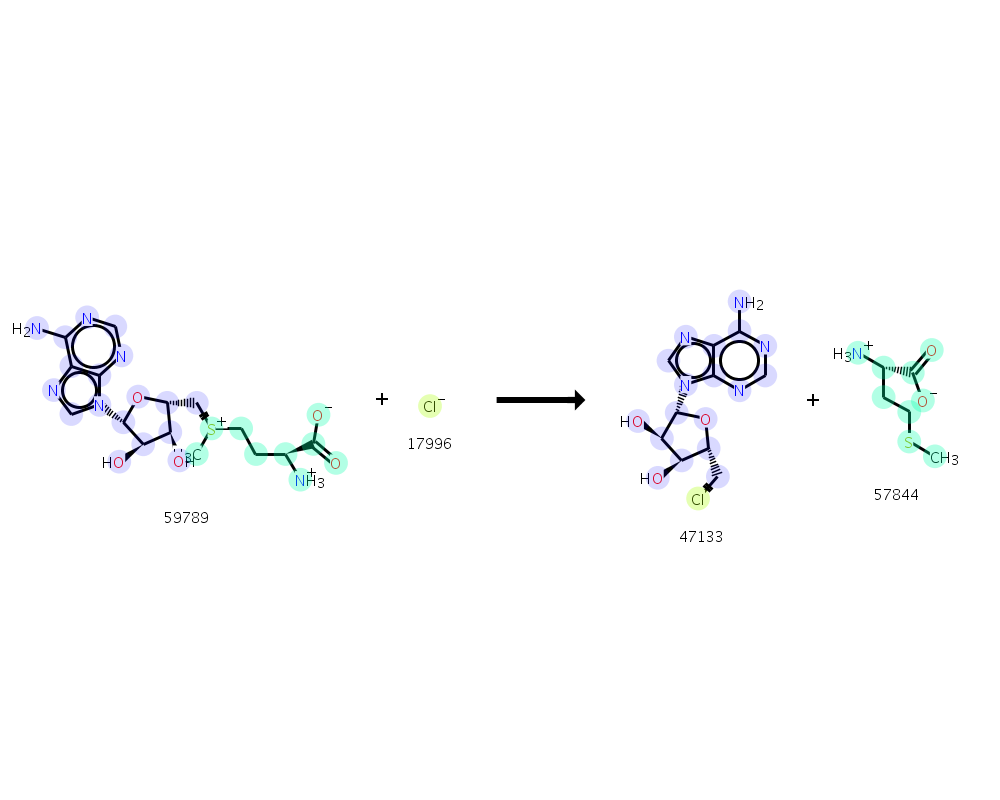 H₂N N N N N O HO OH H₃C S⁺ O⁻ O NH₃⁺
59789
+
Cl⁻
17996
NH₂ N N N N O HO HO Cl
47133
+
H₃N⁺ O O⁻ S CH₃
57844